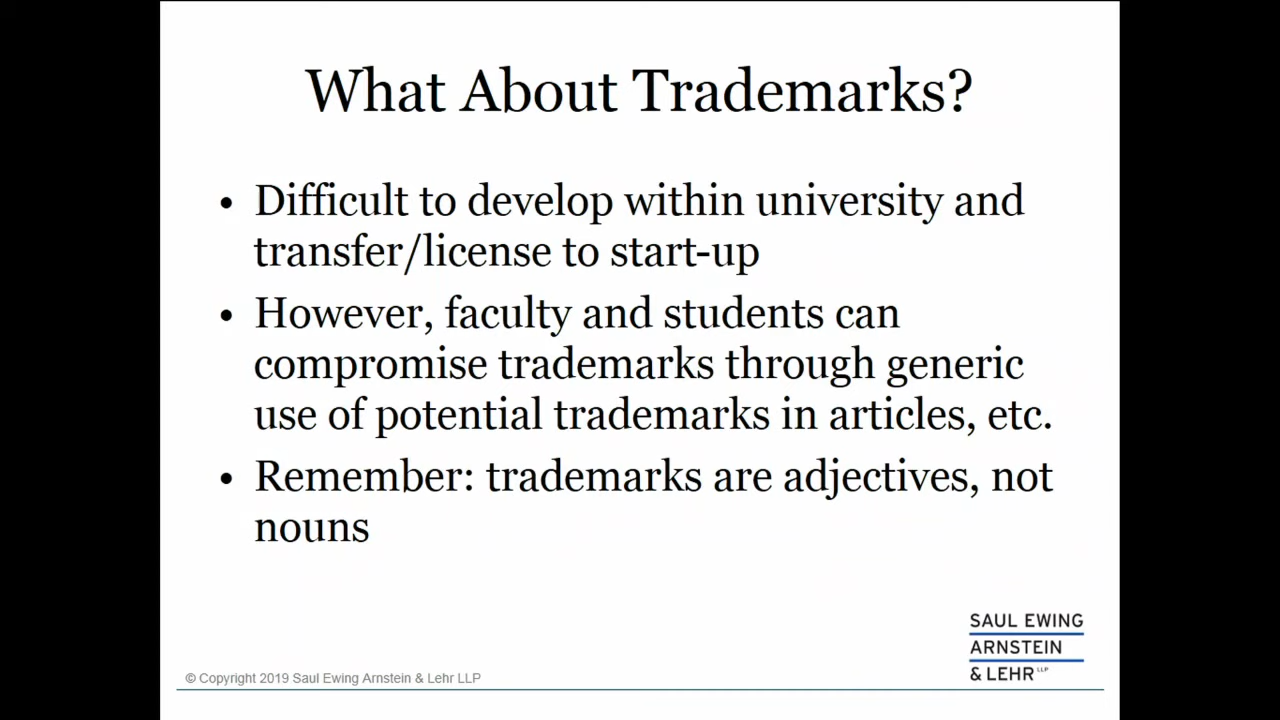 What About Trademarks?
• Difficult to develop within university and
transfer/license to start-up
• However, faculty and students can
compromise trademarks through generic
use of potential trademarks in articles, etc.
• Remember: trademarks are adjectives, not
nouns
SAUL EWING
ARNSTEIN
& LEHR LLP
© Copyright 2019 Saul Ewing Arnstein & Lehr LLP